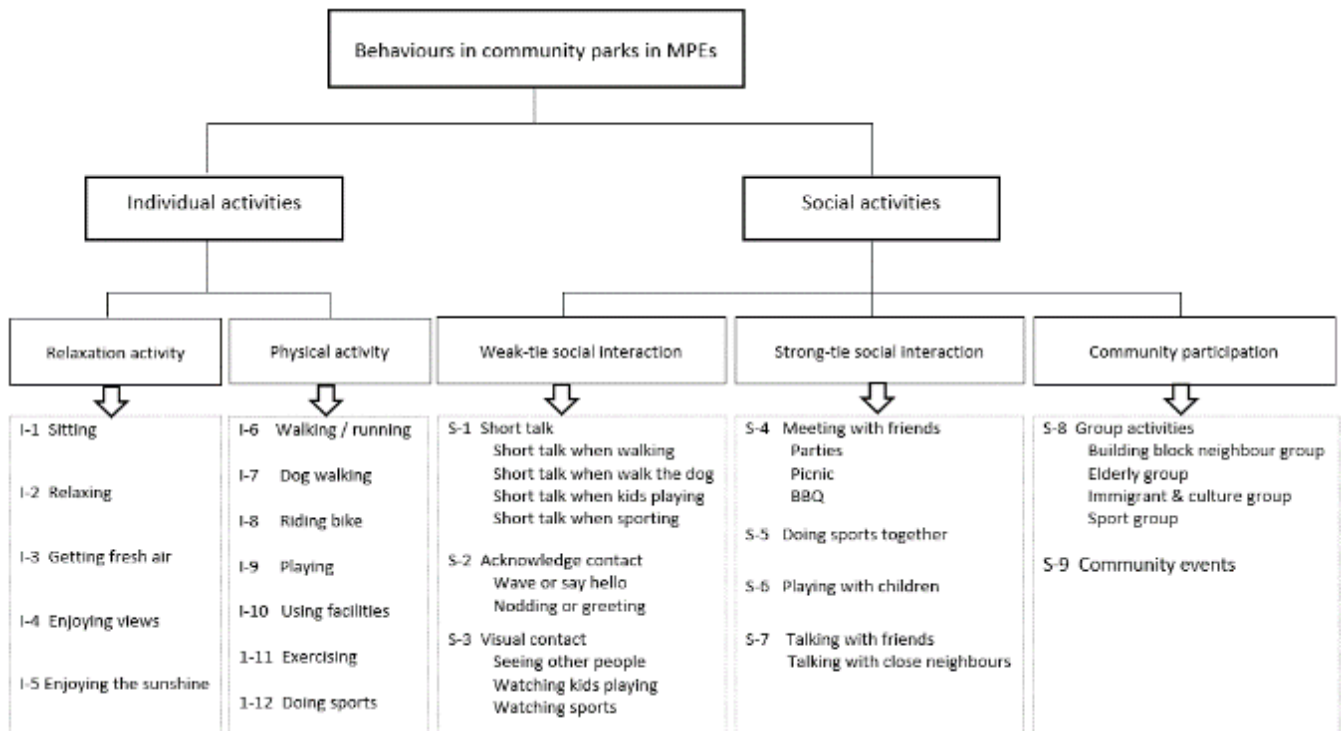 Behaviours in community parks in MPEs
Individual activities
Social activities
Relaxation activity
Physical activity
Weak-tie social interaction
Strong-tie social interaction
Community participation
I-1 Sitting
I-2 Relaxing
I-3 Getting fresh air
I-4 Enjoying views
I-5 Enjoying the sunshine
I-6 Walking / running
I-7 Dog walking
I-8 Riding bike
I-9 Playing
I-10 Using facilities
1-11 Exercising
1-12 Doing sports
S-1 Short talk
Short talk when walking
Short talk when walk the dog
Short talk when kids playing
Short talk when sporting
S-2 Acknowledge contact
Wave or say hello
Nodding or greeting
S-3 Visual contact
Seeing other people
Watching kids playing
Watching sports
S-4 Meeting with friends
Parties
Picnic
BBQ
S-5 Doing sports together
S-6 Playing with children
S-7 Talking with friends
Talking with close neighbours
S-8 Group activities
Building block neighbour group
Elderly group
Immigrant & culture group
Sport group
S-9 Community events